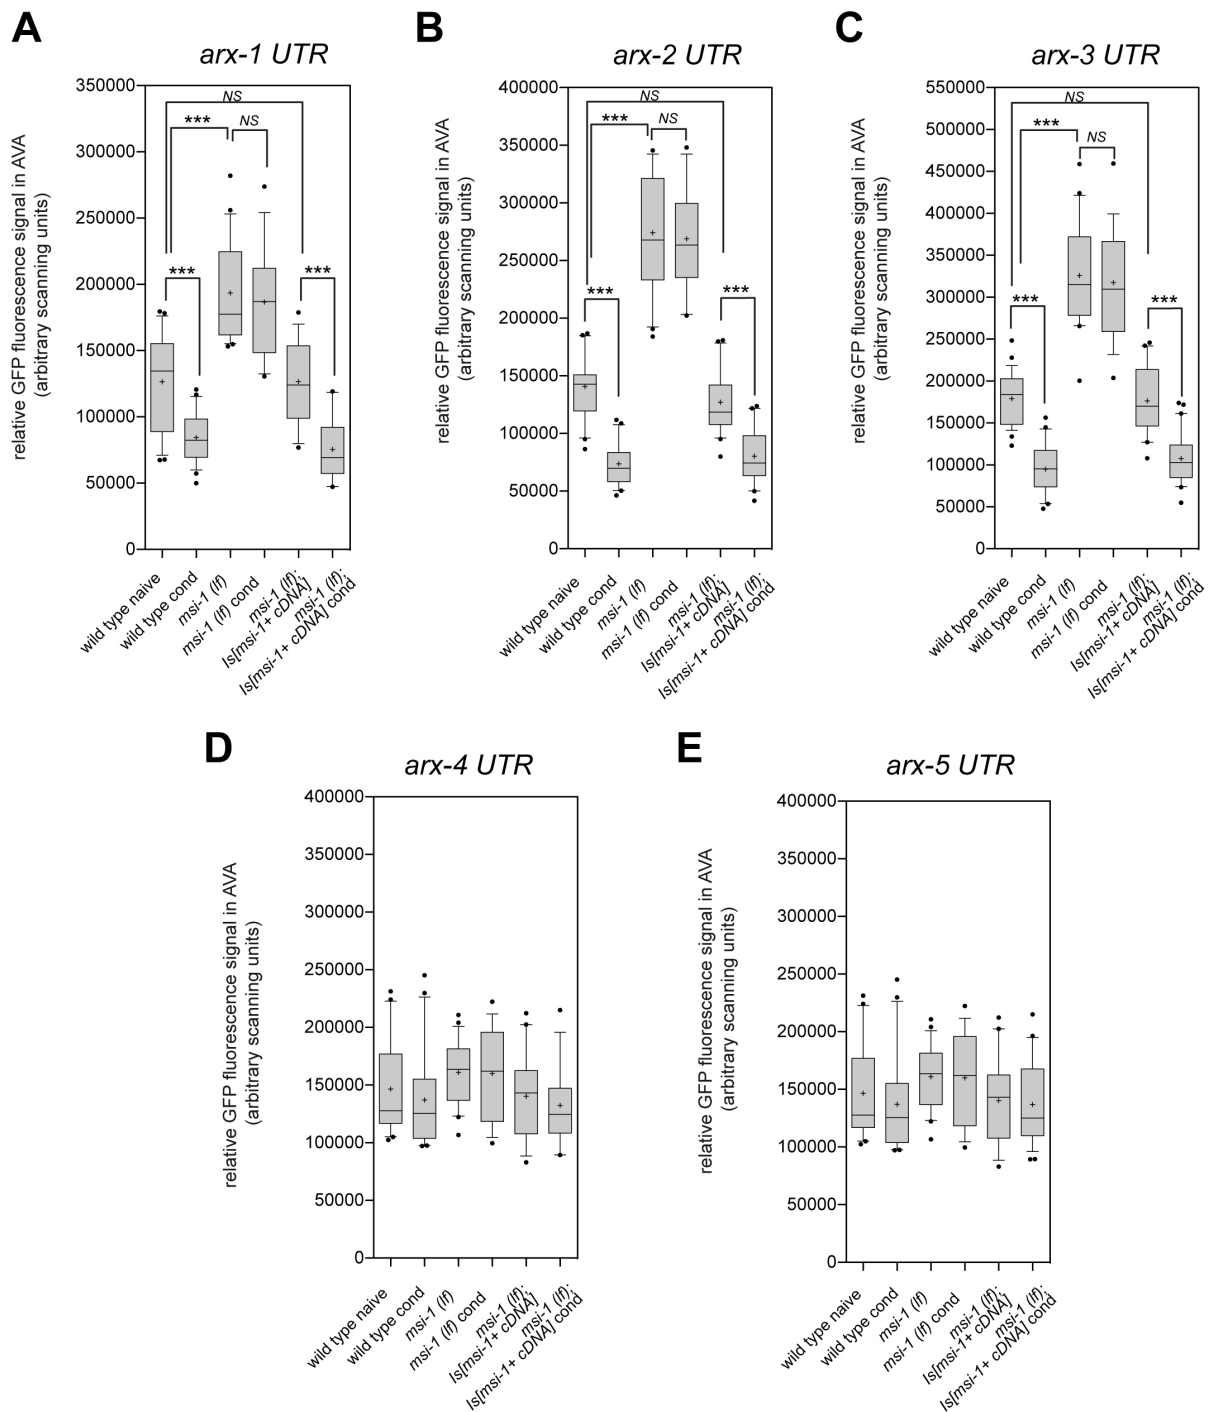 A
arx-1 UTR
relative GFP fluorescence signal in AVA
(arbitrary scanning units)
350000
300000
250000
200000
150000
100000
50000
0
NS
***
NS
***
***
wild type naive
wild type cond
msi-1 (lf)
msi-1 (lf) cond
msi-1 (lf);
Is[msi-1+ cDNA]
msi-1 (lf);
Is[msi-1+ cDNA] cond
B
arx-2 UTR
relative GFP fluorescence signal in AVA
(arbitrary scanning units)
400000
350000
300000
250000
200000
150000
100000
50000
0
NS
***
NS
***
***
wild type naive
wild type cond
msi-1 (lf)
msi-1 (lf) cond
msi-1 (lf);
Is[msi-1+ cDNA]
msi-1 (lf);
Is[msi-1+ cDNA] cond
C
arx-3 UTR
relative GFP fluorescence signal in AVA
(arbitrary scanning units)
550000
500000
450000
400000
350000
300000
250000
200000
150000
100000
50000
0
NS
***
NS
***
***
wild type naive
wild type cond
msi-1 (lf)
msi-1 (lf) cond
msi-1 (lf);
Is[msi-1+ cDNA]
msi-1 (lf);
Is[msi-1+ cDNA] cond
D
arx-4 UTR
relative GFP fluorescence signal in AVA
(arbitrary scanning units)
400000
350000
300000
250000
200000
150000
100000
50000
0
wild type naive
wild type cond
msi-1 (lf)
msi-1 (lf) cond
msi-1 (lf);
Is[msi-1+ cDNA]
msi-1 (lf);
Is[msi-1+ cDNA] cond
E
arx-5 UTR
relative GFP fluorescence signal in AVA
(arbitrary scanning units)
400000
350000
300000
250000
200000
150000
100000
50000
0
wild type naive
wild type cond
msi-1 (lf)
msi-1 (lf) cond
msi-1 (lf);
Is[msi-1+ cDNA]
msi-1 (lf);
Is[msi-1+ cDNA] cond